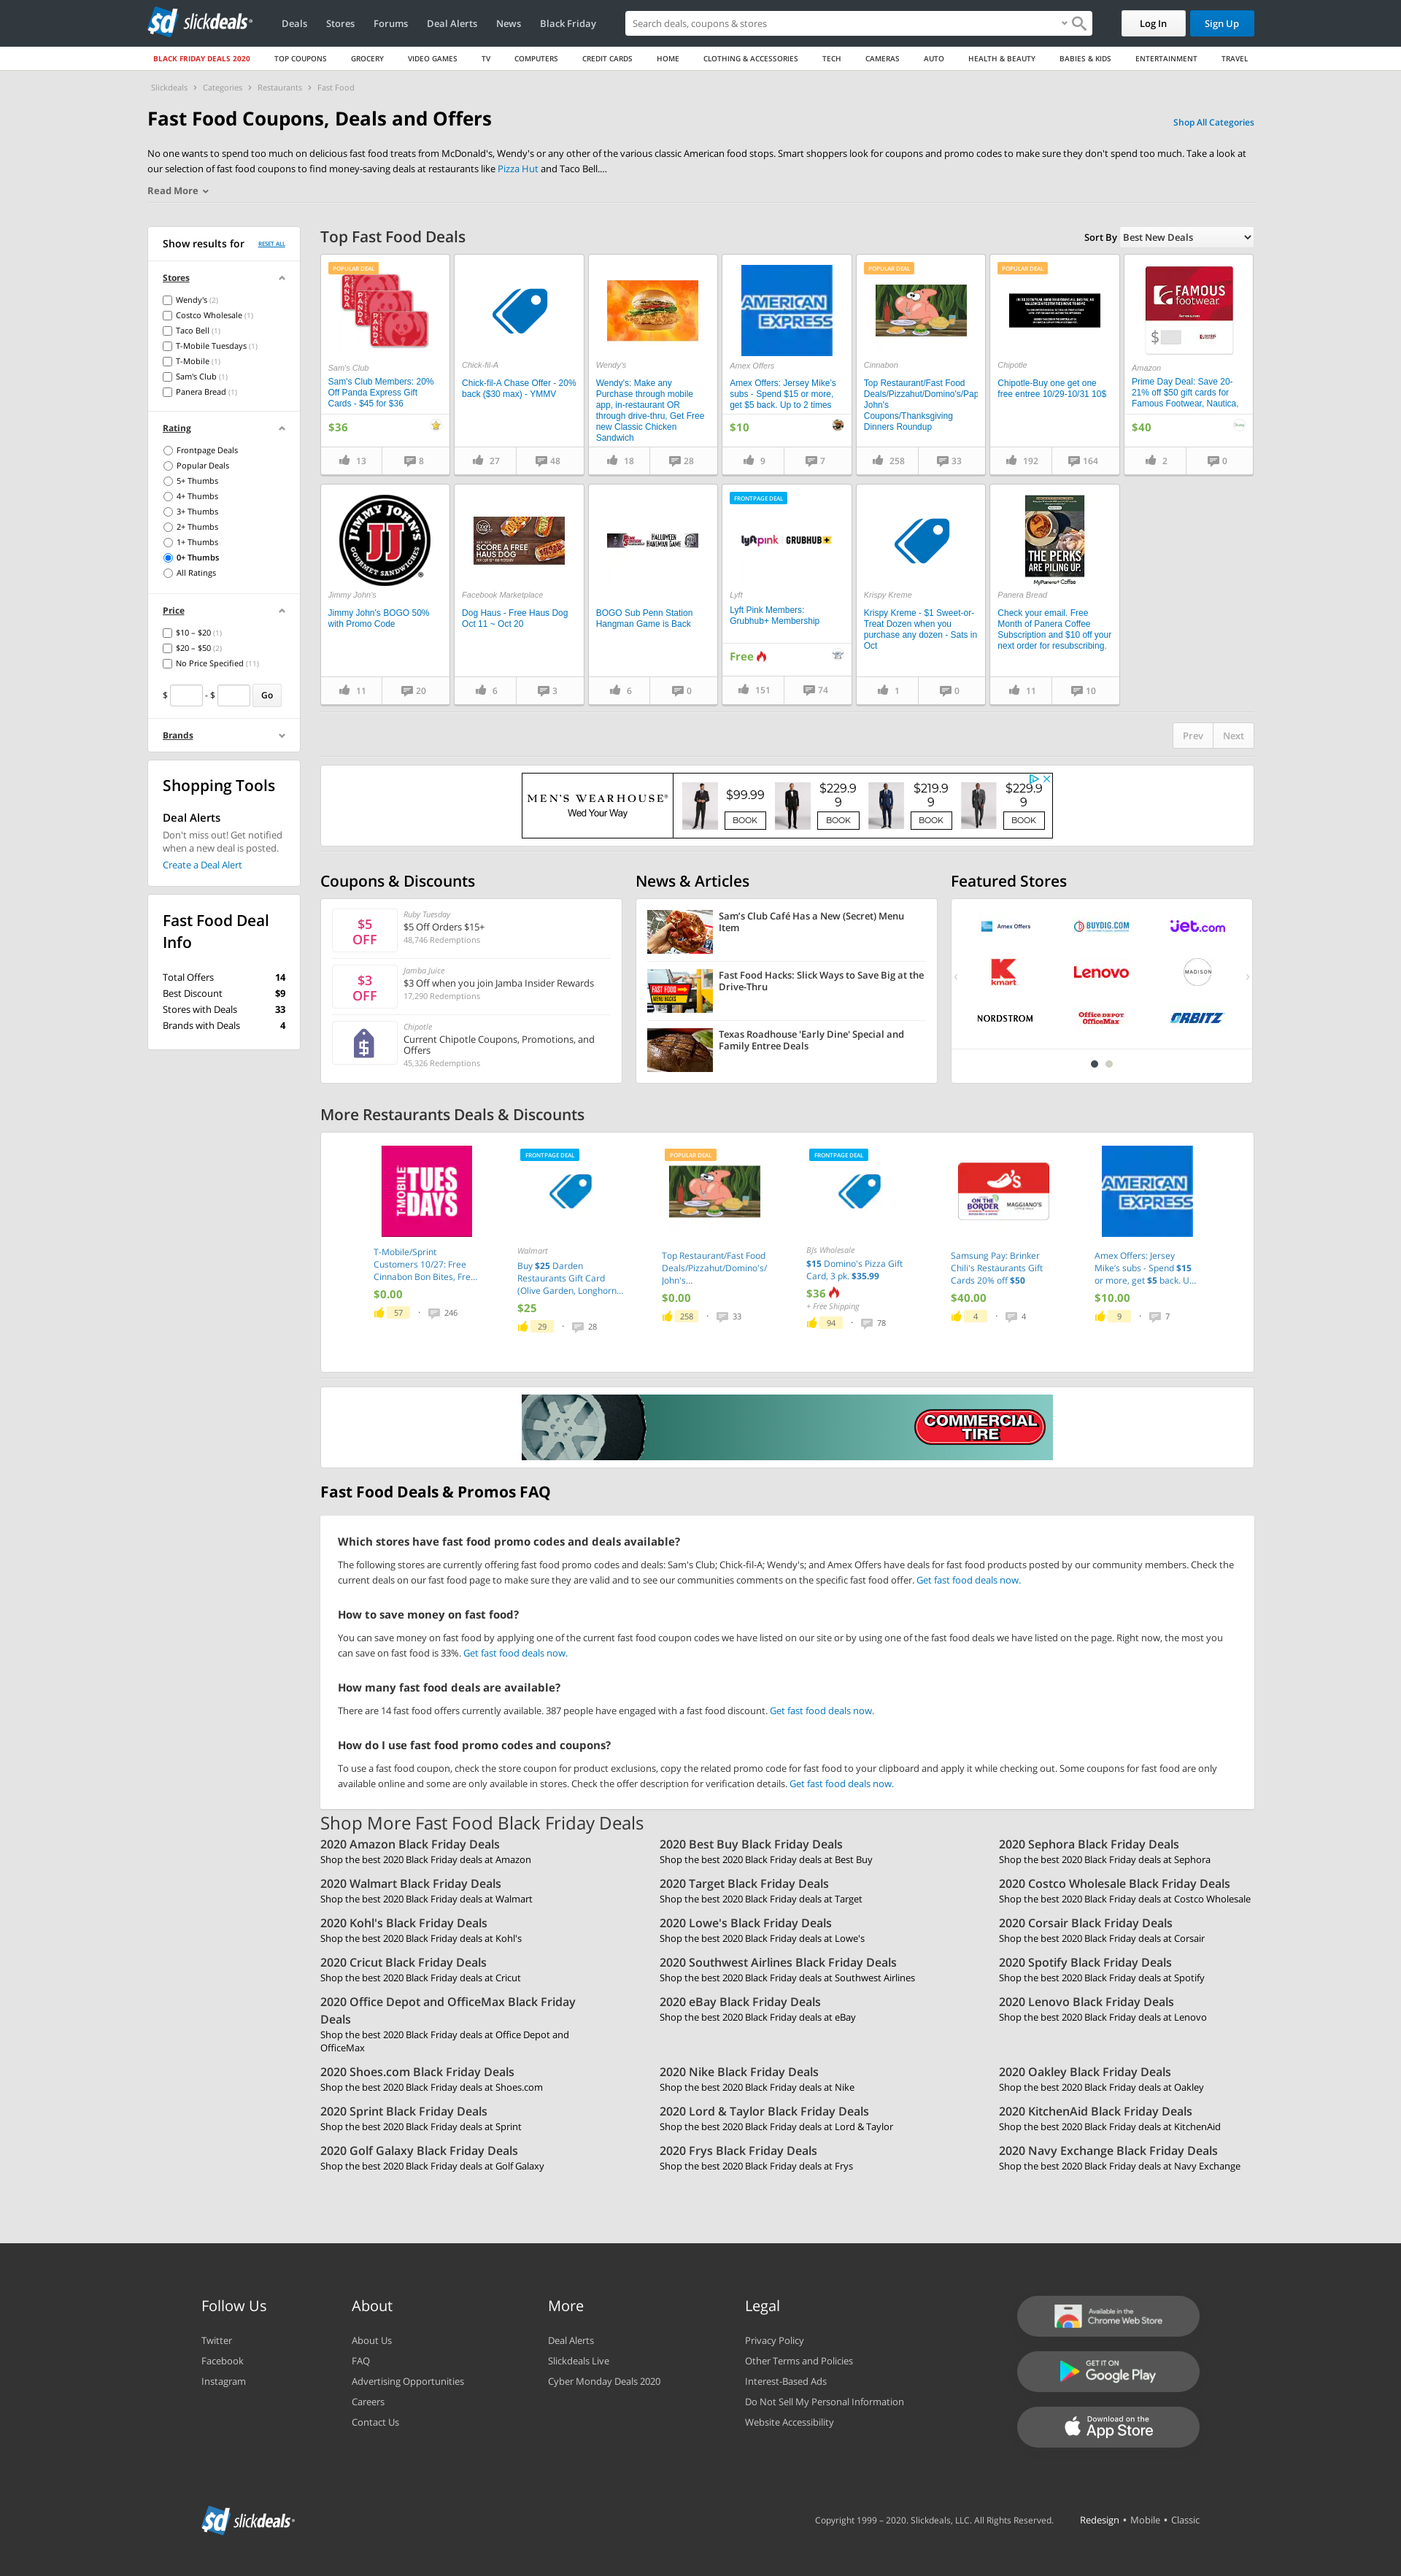 sd slickdeals
Deals Stores Forums Deal Alerts News Black Friday
Search deals, coupons & stores
Log In Sign Up
BLACK FRIDAY DEALS 2020 TOP COUPONS GROCERY VIDEO GAMES TV COMPUTERS CREDIT CARDS HOME CLOTHING & ACCESSORIES TECH CAMERAS AUTO HEALTH & BEAUTY BABIES & KIDS ENTERTAINMENT TRAVEL
Slickdeals › Categories › Restaurants › Fast Food
Fast Food Coupons, Deals and Offers
Shop All Categories
No one wants to spend too much on delicious fast food treats from McDonald's, Wendy's or any other of the various classic American food stops. Smart shoppers look for coupons and promo codes to make sure they don't spend too much. Take a look at
our selection of fast food coupons to find money-saving deals at restaurants like Pizza Hut and Taco Bell....
Read More
Show results for RESET ALL
Stores
Wendy's (2)
Costco Wholesale (1)
Taco Bell (1)
T-Mobile Tuesdays (1)
T-Mobile (1)
Sam's Club (1)
Panera Bread (1)
Rating
Frontpage Deals
Popular Deals
5+ Thumbs
4+ Thumbs
3+ Thumbs
2+ Thumbs
1+ Thumbs
0+ Thumbs
All Ratings
Price
$10 – $20 (1)
$20 – $50 (2)
No Price Specified (11)
$ - $ Go
Brands
Shopping Tools
Deal Alerts
Don't miss out! Get notified
when a new deal is posted.
Create a Deal Alert
Fast Food Deal
Info
Total Offers 14
Best Discount $9
Stores with Deals 33
Brands with Deals 4
Top Fast Food Deals
Sort By Best New Deals
POPULAR DEAL
PANDA
PANDA
PANDA
Sam's Club
Sam's Club Members: 20%
Off Panda Express Gift
Cards - $45 for $36
$36
13 8
Chick-fil-A
Chick-fil-A Chase Offer - 20%
back ($30 max) - YMMV
27 48
Wendy's
Wendy's: Make any
Purchase through mobile
app, in-restaurant OR
through drive-thru, Get Free
new Classic Chicken
Sandwich
18 28
AMERICAN
EXPRESS
Amex Offers
Amex Offers: Jersey Mike's
subs - Spend $15 or more,
get $5 back. Up to 2 times
$10
9 7
POPULAR DEAL
Cinnabon
Top Restaurant/Fast Food
Deals/Pizzahut/Domino's/Pap
John's
Coupons/Thanksgiving
Dinners Roundup
258 33
POPULAR DEAL
Chipotle
Chipotle-Buy one get one
free entree 10/29-10/31 10$
192 164
FAMOUS
footwear
$
Amazon
Prime Day Deal: Save 20-
21% off $50 gift cards for
Famous Footwear, Nautica,
$40
2 0
JIMMY JOHN'S
JJ
GOURMET SANDWICHES
Jimmy John's
Jimmy John's BOGO 50%
with Promo Code
11 20
SCORE A FREE
HAUS DOG
Facebook Marketplace
Dog Haus - Free Haus Dog
Oct 11 ~ Oct 20
6 3
HALLOWEEN
HANGMAN GAME
BOGO Sub Penn Station
Hangman Game is Back
6 0
FRONTPAGE DEAL
lyft pink GRUBHUB+
Lyft
Lyft Pink Members:
Grubhub+ Membership
Free
151 74
Krispy Kreme
Krispy Kreme - $1 Sweet-or-
Treat Dozen when you
purchase any dozen - Sats in
Oct
1 0
THE PERKS
ARE PILING UP.
MyPanera+ Coffee
Panera Bread
Check your email. Free
Month of Panera Coffee
Subscription and $10 off your
next order for resubscribing.
11 10
Prev Next
MEN'S WEARHOUSE®
Wed Your Way
$99.99
BOOK
$229.9
9
BOOK
$219.9
9
BOOK
$229.9
9
BOOK
Coupons & Discounts
$5
OFF
Ruby Tuesday
$5 Off Orders $15+
48,746 Redemptions
$3
OFF
Jamba Juice
$3 Off when you join Jamba Insider Rewards
17,290 Redemptions
Chipotle
Current Chipotle Coupons, Promotions, and
Offers
45,326 Redemptions
News & Articles
Sam's Club Café Has a New (Secret) Menu
Item
FAST FOOD
MENU HACKS
Fast Food Hacks: Slick Ways to Save Big at the
Drive-Thru
Texas Roadhouse 'Early Dine' Special and
Family Entree Deals
Featured Stores
Amex Offers BUYDIG.COM jet.com
kmart Lenovo MADISON
NORDSTROM Office DEPOT OfficeMax ORBITZ
More Restaurants Deals & Discounts
T-MOBILE
TUES
DAYS
T-Mobile/Sprint
Customers 10/27: Free
Cinnabon Bon Bites, Fre...
$0.00
57 · 246
FRONTPAGE DEAL
Walmart
Buy $25 Darden
Restaurants Gift Card
(Olive Garden, Longhorn...
$25
29 · 28
POPULAR DEAL
Top Restaurant/Fast Food
Deals/Pizzahut/Domino's/
John's...
$0.00
258 · 33
FRONTPAGE DEAL
BJs Wholesale
$15 Domino's Pizza Gift
Card, 3 pk. $35.99
$36
+ Free Shipping
94 · 78
ON THE
BORDER
MAGGIANO'S
Samsung Pay: Brinker
Chili's Restaurants Gift
Cards 20% off $50
$40.00
4 · 4
AMERICAN
EXPRESS
Amex Offers: Jersey
Mike's subs - Spend $15
or more, get $5 back. U...
$10.00
9 · 7
COMMERCIAL
TIRE
Fast Food Deals & Promos FAQ
Which stores have fast food promo codes and deals available?
The following stores are currently offering fast food promo codes and deals: Sam's Club; Chick-fil-A; Wendy's; and Amex Offers have deals for fast food products posted by our community members. Check the
current deals on our fast food page to make sure they are valid and to see our communities comments on the specific fast food offer. Get fast food deals now.
How to save money on fast food?
You can save money on fast food by applying one of the current fast food coupon codes we have listed on our site or by using one of the fast food deals we have listed on the page. Right now, the most you
can save on fast food is 33%. Get fast food deals now.
How many fast food deals are available?
There are 14 fast food offers currently available. 387 people have engaged with a fast food discount. Get fast food deals now.
How do I use fast food promo codes and coupons?
To use a fast food coupon, check the store coupon for product exclusions, copy the related promo code for fast food to your clipboard and apply it while checking out. Some coupons for fast food are only
available online and some are only available in stores. Check the offer description for verification details. Get fast food deals now.
Shop More Fast Food Black Friday Deals
2020 Amazon Black Friday Deals
Shop the best 2020 Black Friday deals at Amazon
2020 Best Buy Black Friday Deals
Shop the best 2020 Black Friday deals at Best Buy
2020 Sephora Black Friday Deals
Shop the best 2020 Black Friday deals at Sephora
2020 Walmart Black Friday Deals
Shop the best 2020 Black Friday deals at Walmart
2020 Target Black Friday Deals
Shop the best 2020 Black Friday deals at Target
2020 Costco Wholesale Black Friday Deals
Shop the best 2020 Black Friday deals at Costco Wholesale
2020 Kohl's Black Friday Deals
Shop the best 2020 Black Friday deals at Kohl's
2020 Lowe's Black Friday Deals
Shop the best 2020 Black Friday deals at Lowe's
2020 Corsair Black Friday Deals
Shop the best 2020 Black Friday deals at Corsair
2020 Cricut Black Friday Deals
Shop the best 2020 Black Friday deals at Cricut
2020 Southwest Airlines Black Friday Deals
Shop the best 2020 Black Friday deals at Southwest Airlines
2020 Spotify Black Friday Deals
Shop the best 2020 Black Friday deals at Spotify
2020 Office Depot and OfficeMax Black Friday
Deals
Shop the best 2020 Black Friday deals at Office Depot and
OfficeMax
2020 eBay Black Friday Deals
Shop the best 2020 Black Friday deals at eBay
2020 Lenovo Black Friday Deals
Shop the best 2020 Black Friday deals at Lenovo
2020 Shoes.com Black Friday Deals
Shop the best 2020 Black Friday deals at Shoes.com
2020 Nike Black Friday Deals
Shop the best 2020 Black Friday deals at Nike
2020 Oakley Black Friday Deals
Shop the best 2020 Black Friday deals at Oakley
2020 Sprint Black Friday Deals
Shop the best 2020 Black Friday deals at Sprint
2020 Lord & Taylor Black Friday Deals
Shop the best 2020 Black Friday deals at Lord & Taylor
2020 KitchenAid Black Friday Deals
Shop the best 2020 Black Friday deals at KitchenAid
2020 Golf Galaxy Black Friday Deals
Shop the best 2020 Black Friday deals at Golf Galaxy
2020 Frys Black Friday Deals
Shop the best 2020 Black Friday deals at Frys
2020 Navy Exchange Black Friday Deals
Shop the best 2020 Black Friday deals at Navy Exchange
Follow Us
Twitter
Facebook
Instagram
About
About Us
FAQ
Advertising Opportunities
Careers
Contact Us
More
Deal Alerts
Slickdeals Live
Cyber Monday Deals 2020
Legal
Privacy Policy
Other Terms and Policies
Interest-Based Ads
Do Not Sell My Personal Information
Website Accessibility
Available in the
Chrome Web Store
GET IT ON
Google Play
Download on the
App Store
sd slickdeals
Copyright 1999 – 2020. Slickdeals, LLC. All Rights Reserved. Redesign • Mobile • Classic